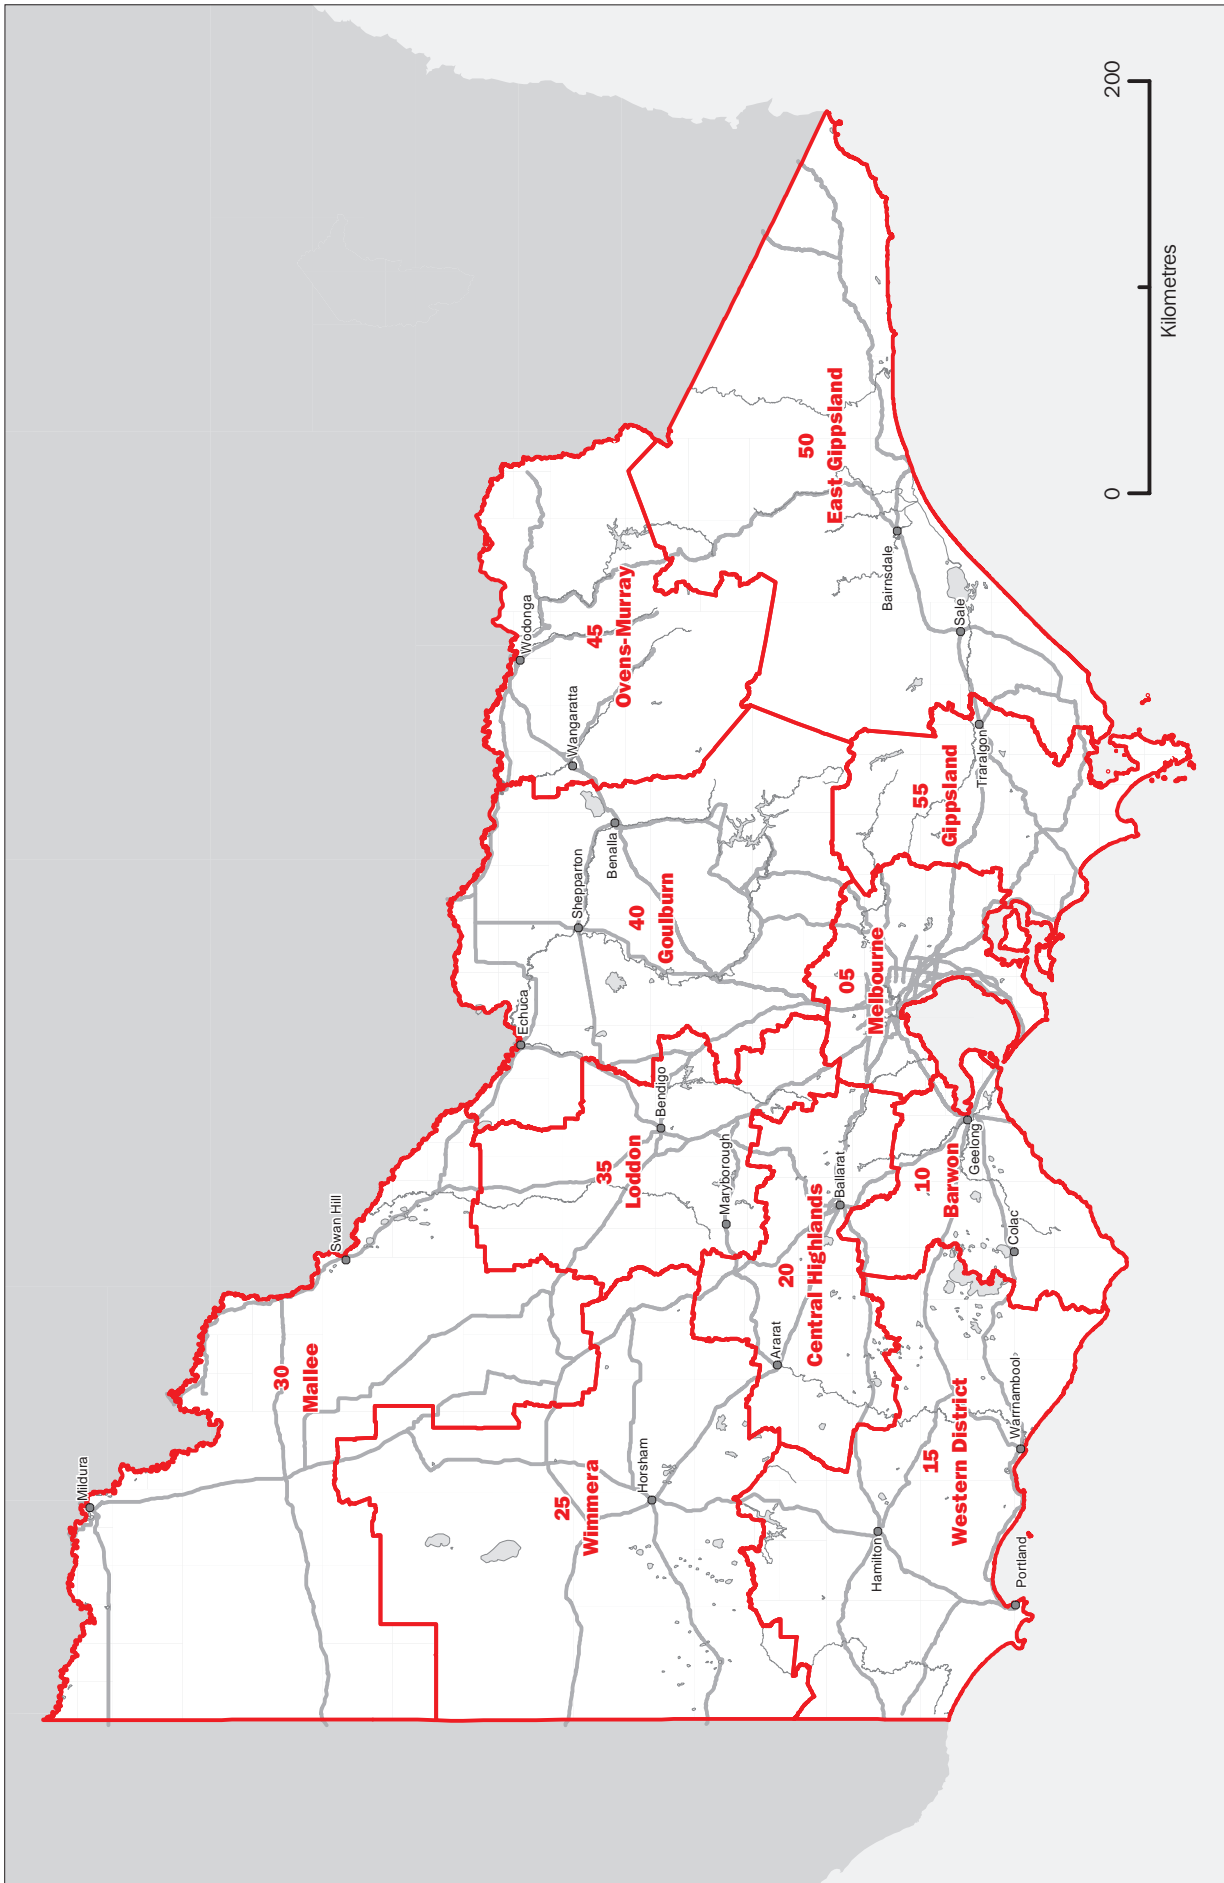 Mildura
30
Mallee
Swan Hill
25
Wimmera
Horsham
35
Loddon
Bendigo
Maryborough
Echuca
Shepparton
40
Goulburn
Benalla
Wangaratta
Wodonga
45
Ovens-Murray
50
East Gippsland
Bairnsdale
Sale
Traralgon
55
Gippsland
05
Melbourne
20
Central Highlands
Ararat
Ballarat
10
Barwon
Geelong
Colac
15
Western District
Hamilton
Warrnambool
Portland
0
200
Kilometres